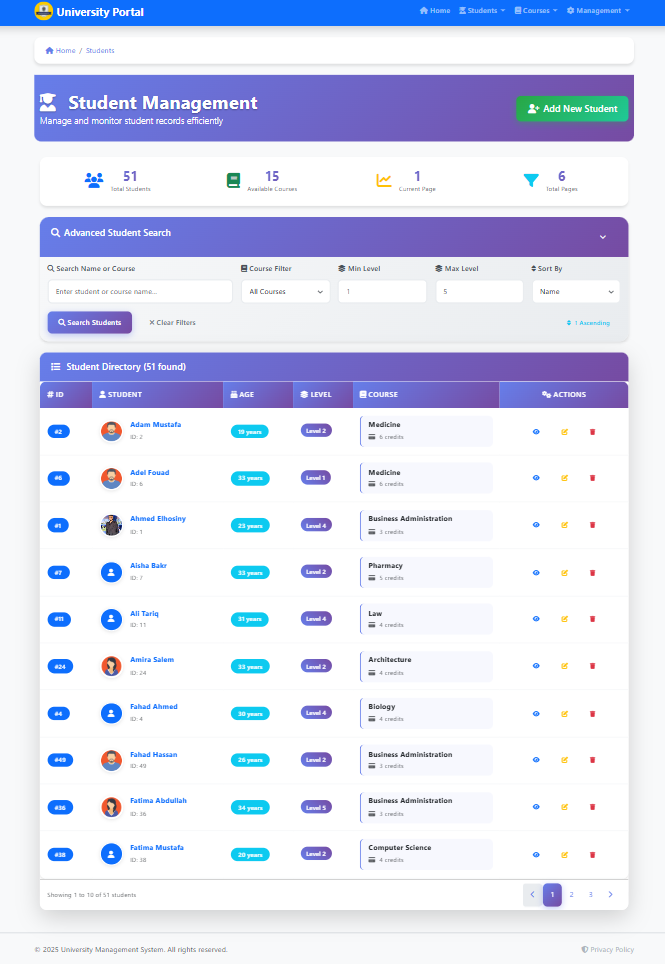 University Portal
Home Students Courses Management
Home / Students
Student Management
Manage and monitor student records efficiently
Add New Student
51 15 1 6
Total Students Available Courses Current Page Total Pages
Advanced Student Search
Search Name or Course Course Filter Min Level Max Level Sort By
Enter student or course name... All Courses 1 5 Name
Search Students Clear Filters 1 Ascending
Student Directory (51 found)
ID STUDENT AGE LEVEL COURSE ACTIONS
#2 Adam Mustafa 19 years Level 2 Medicine
ID: 2 6 credits
#6 Adel Fouad 33 years Level 1 Medicine
ID: 6 6 credits
#1 Ahmed Elhosiny 23 years Level 4 Business Administration
ID: 1 3 credits
#7 Aisha Bakr 33 years Level 2 Pharmacy
ID: 7 5 credits
#11 Ali Tariq 31 years Level 4 Law
ID: 11 4 credits
#24 Amira Salem 33 years Level 2 Architecture
ID: 24 4 credits
#4 Fahad Ahmed 30 years Level 4 Biology
ID: 4 4 credits
#49 Fahad Hassan 26 years Level 2 Business Administration
ID: 49 3 credits
#36 Fatima Abdullah 34 years Level 5 Business Administration
ID: 36 3 credits
#38 Fatima Mustafa 20 years Level 2 Computer Science
ID: 38 4 credits
Showing 1 to 10 of 51 students
1 2 3
© 2025 University Management System. All rights reserved.
Privacy Policy